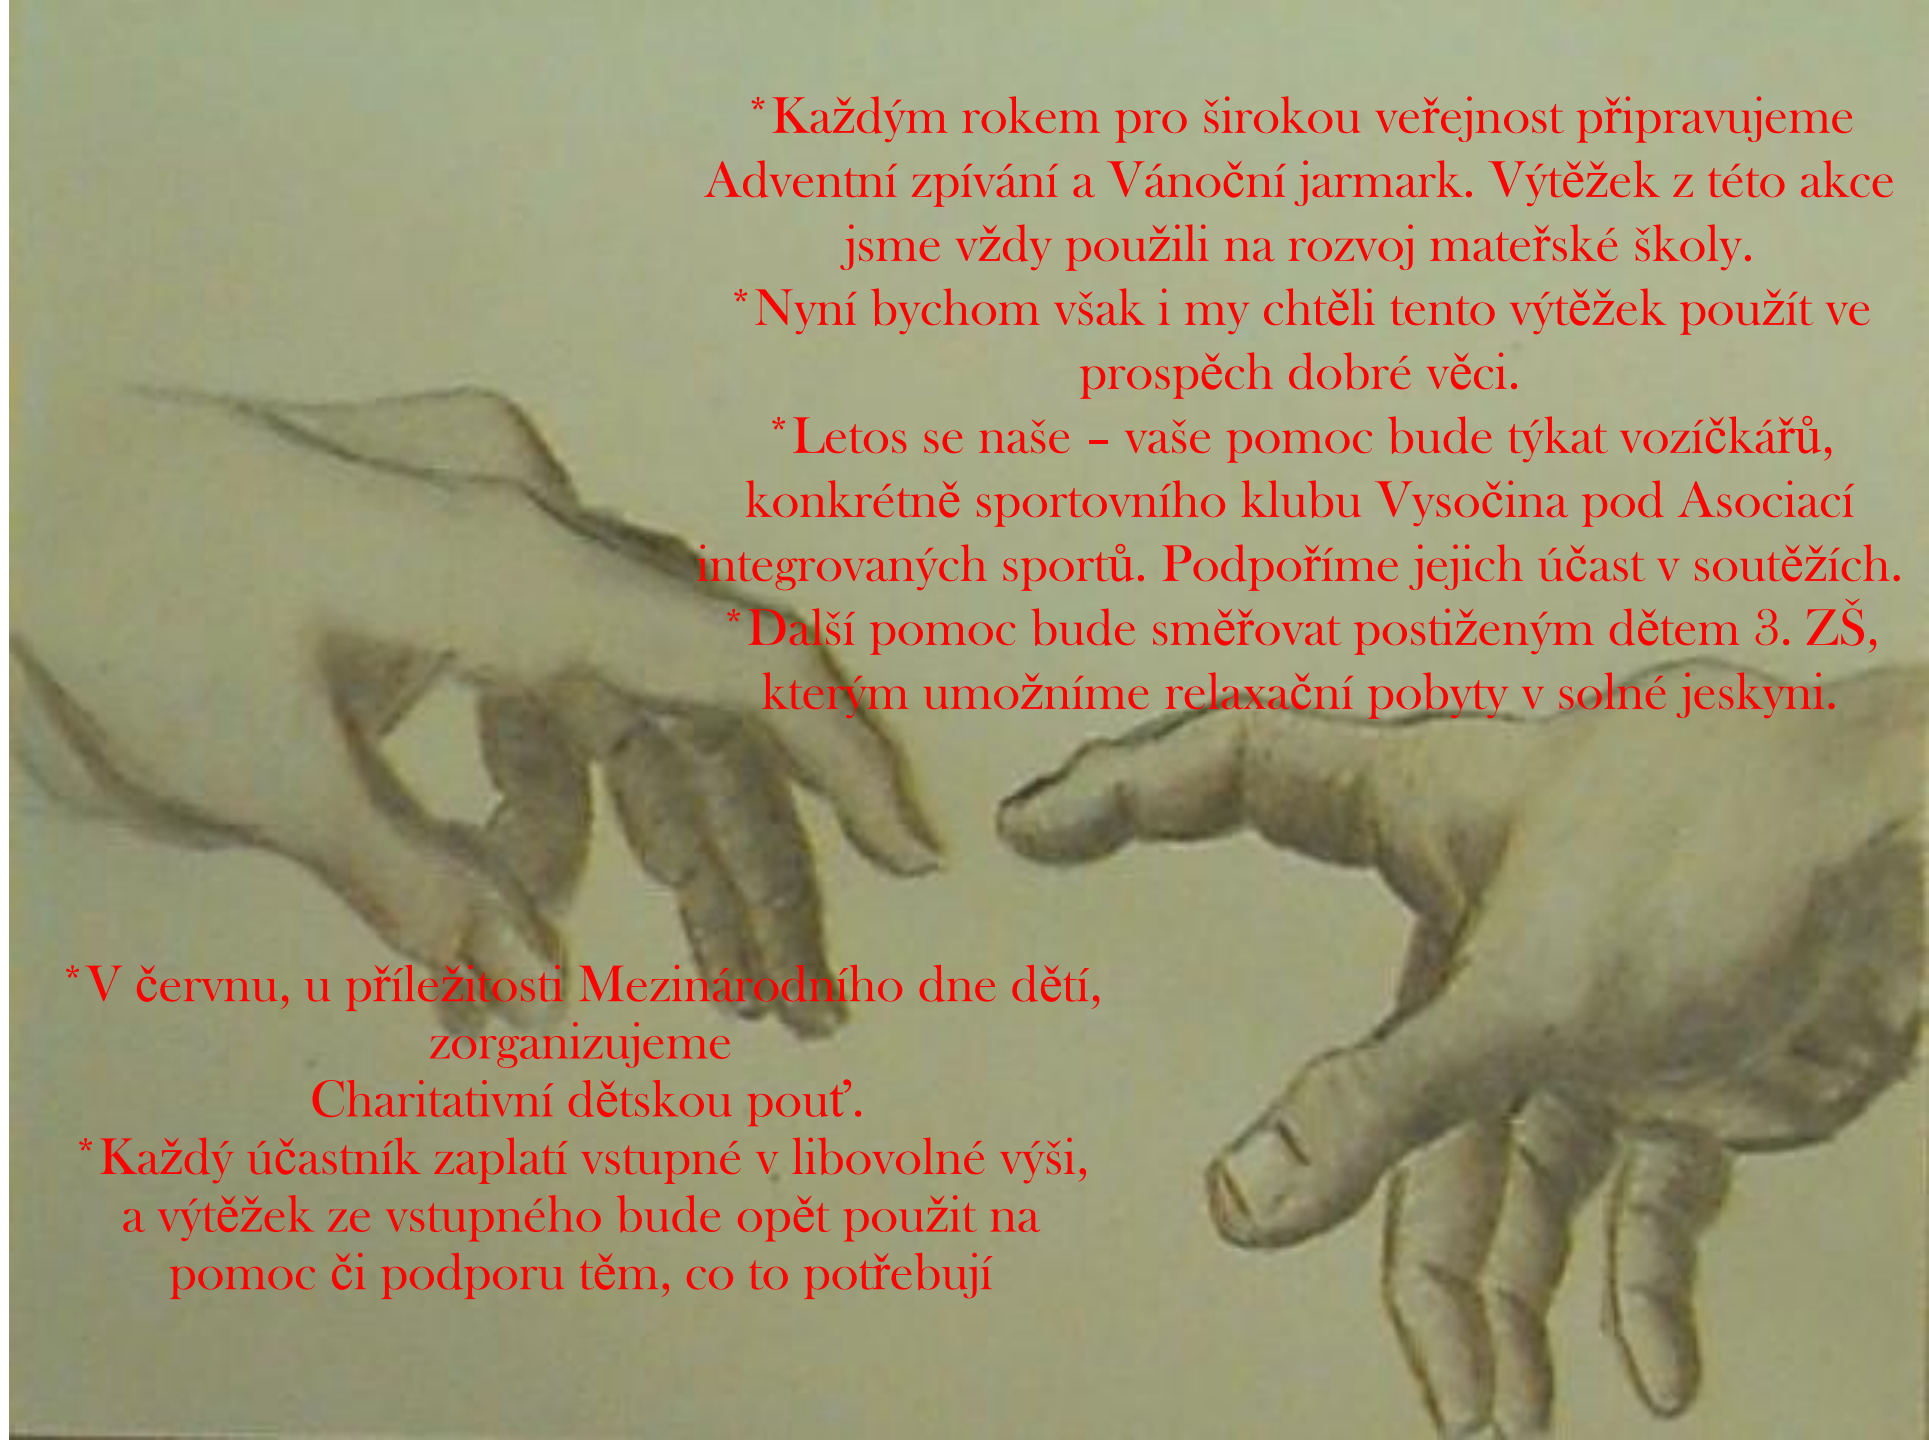 *Každým rokem pro širokou veřejnost připravujeme
Adventní zpívání a Vánoční jarmark. Výtěžek z této akce
jsme vždy použili na rozvoj mateřské školy.
*Nyní bychom však i my chtěli tento výtěžek použít ve
prospěch dobré věci.
*Letos se naše – vaše pomoc bude týkat vozíčkářů,
konkrétně sportovního klubu Vysočina pod Asociací
integrovaných sportů. Podpoříme jejich účast v soutěžích.
*Další pomoc bude směřovat postiženým dětem 3. ZŠ,
kterým umožníme relaxační pobyty v solné jeskyni.
*V červnu, u příležitosti Mezinárodního dne dětí,
zorganizujeme
Charitativní dětskou pouť.
*Každý účastník zaplatí vstupné v libovolné výši,
a výtěžek ze vstupného bude opět použit na
pomoc či podporu těm, co to potřebují